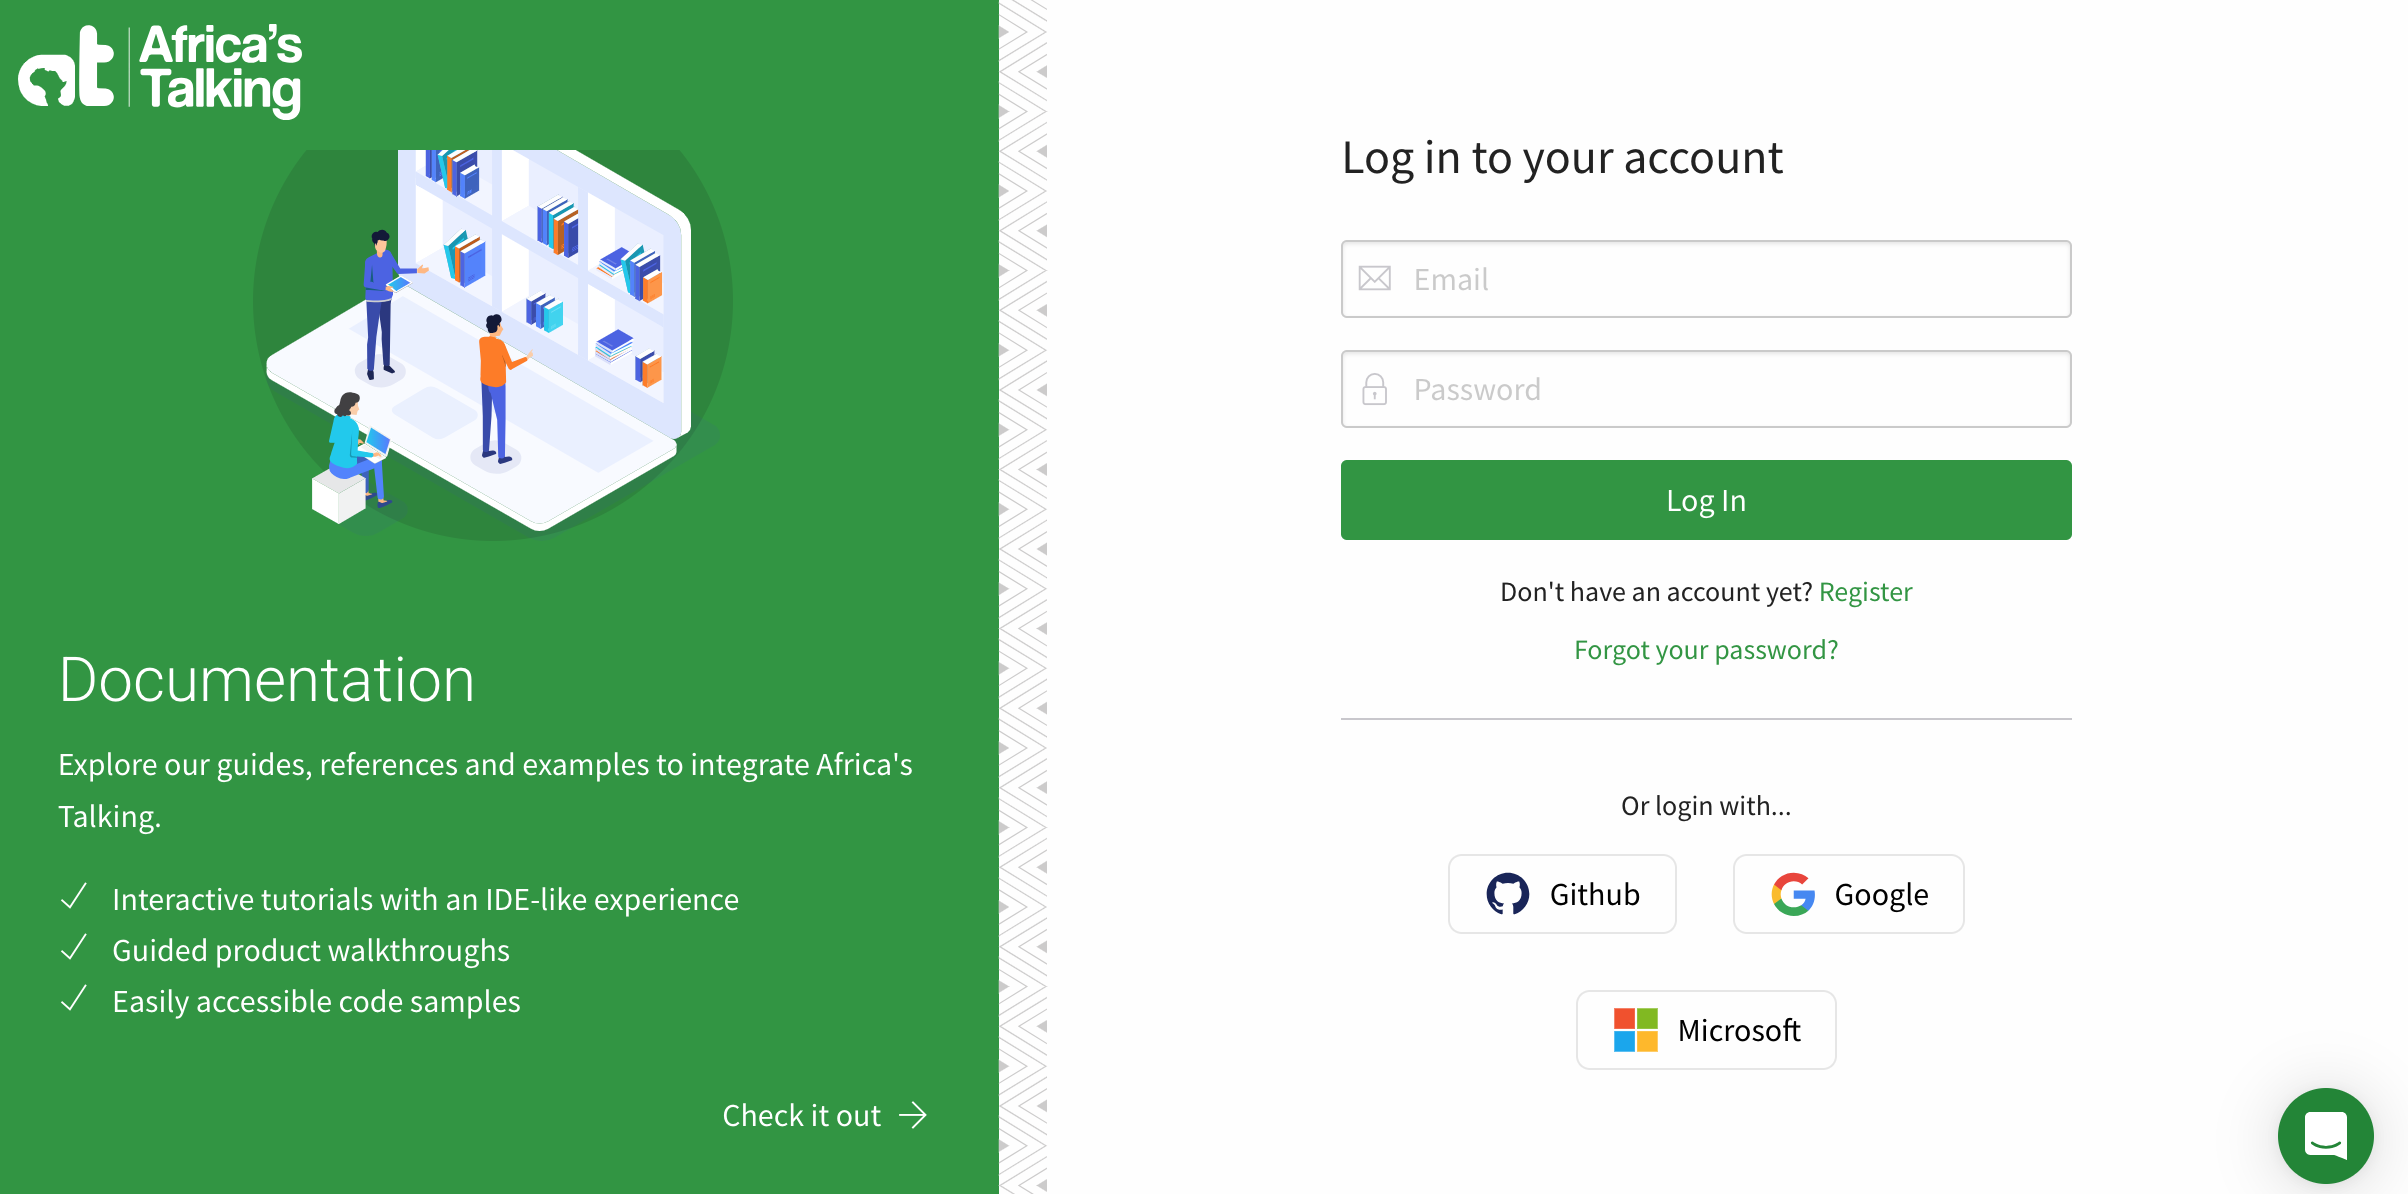 Africa's
Talking
Documentation
Explore our guides, references and examples to integrate Africa's
Talking.
Interactive tutorials with an IDE-like experience
Guided product walkthroughs
Easily accessible code samples
Check it out
Log in to your account
Email
Password
Log In
Don't have an account yet? Register
Forgot your password?
Or login with...
Github
Google
Microsoft